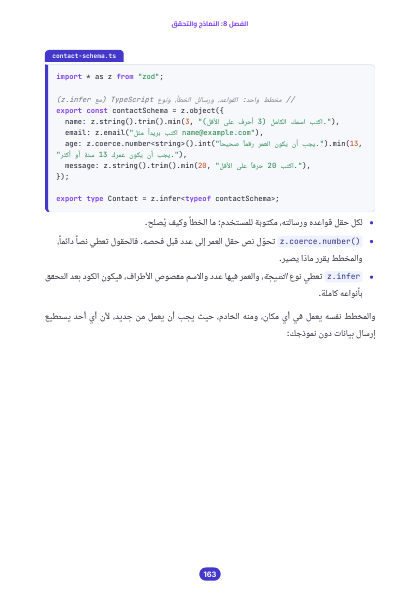 الفصل 8: النماذج والتحقق
contact-schema.ts
import * as z from "zod";
// مخطط واحد: القواعد، ورسائل الخطأ، ونوع TypeScript (مع z.infer)
export const contactSchema = z.object({
name: z.string().trim().min(3, "اكتب اسمك الكامل (3 أحرف على الأقل)."),
email: z.email("اكتب بريداً مثل name@example.com"),
age: z.coerce.number<string>().int("يجب أن يكون العمر رقماً صحيحاً.").min(13,
"يجب أن يكون عمرك 13 سنة أو أكثر."),
message: z.string().trim().min(20, "اكتب 20 حرفاً على الأقل."),
});
export type Contact = z.infer<typeof contactSchema>;
لكل حقل قواعده ورسالته، مكتوبة للمستخدم: ما الخطأ وكيف يُصلح.
z.coerce.number() تحوّل نص حقل العمر إلى عدد قبل فحصه. فالحقول تعطي نصاً دائماً،
والمخطط يقرر ماذا يصير.
z.infer تعطي نوع النتيجة، والعمر فيها عدد والاسم مقصوص الأطراف، فيكون الكود بعد التحقق
بأنواعه كاملة.
والمخطط نفسه يعمل في أي مكان، ومنه الخادم، حيث يجب أن يعمل من جديد، لأن أي أحد يستطيع
إرسال بيانات دون نموذجك:
163